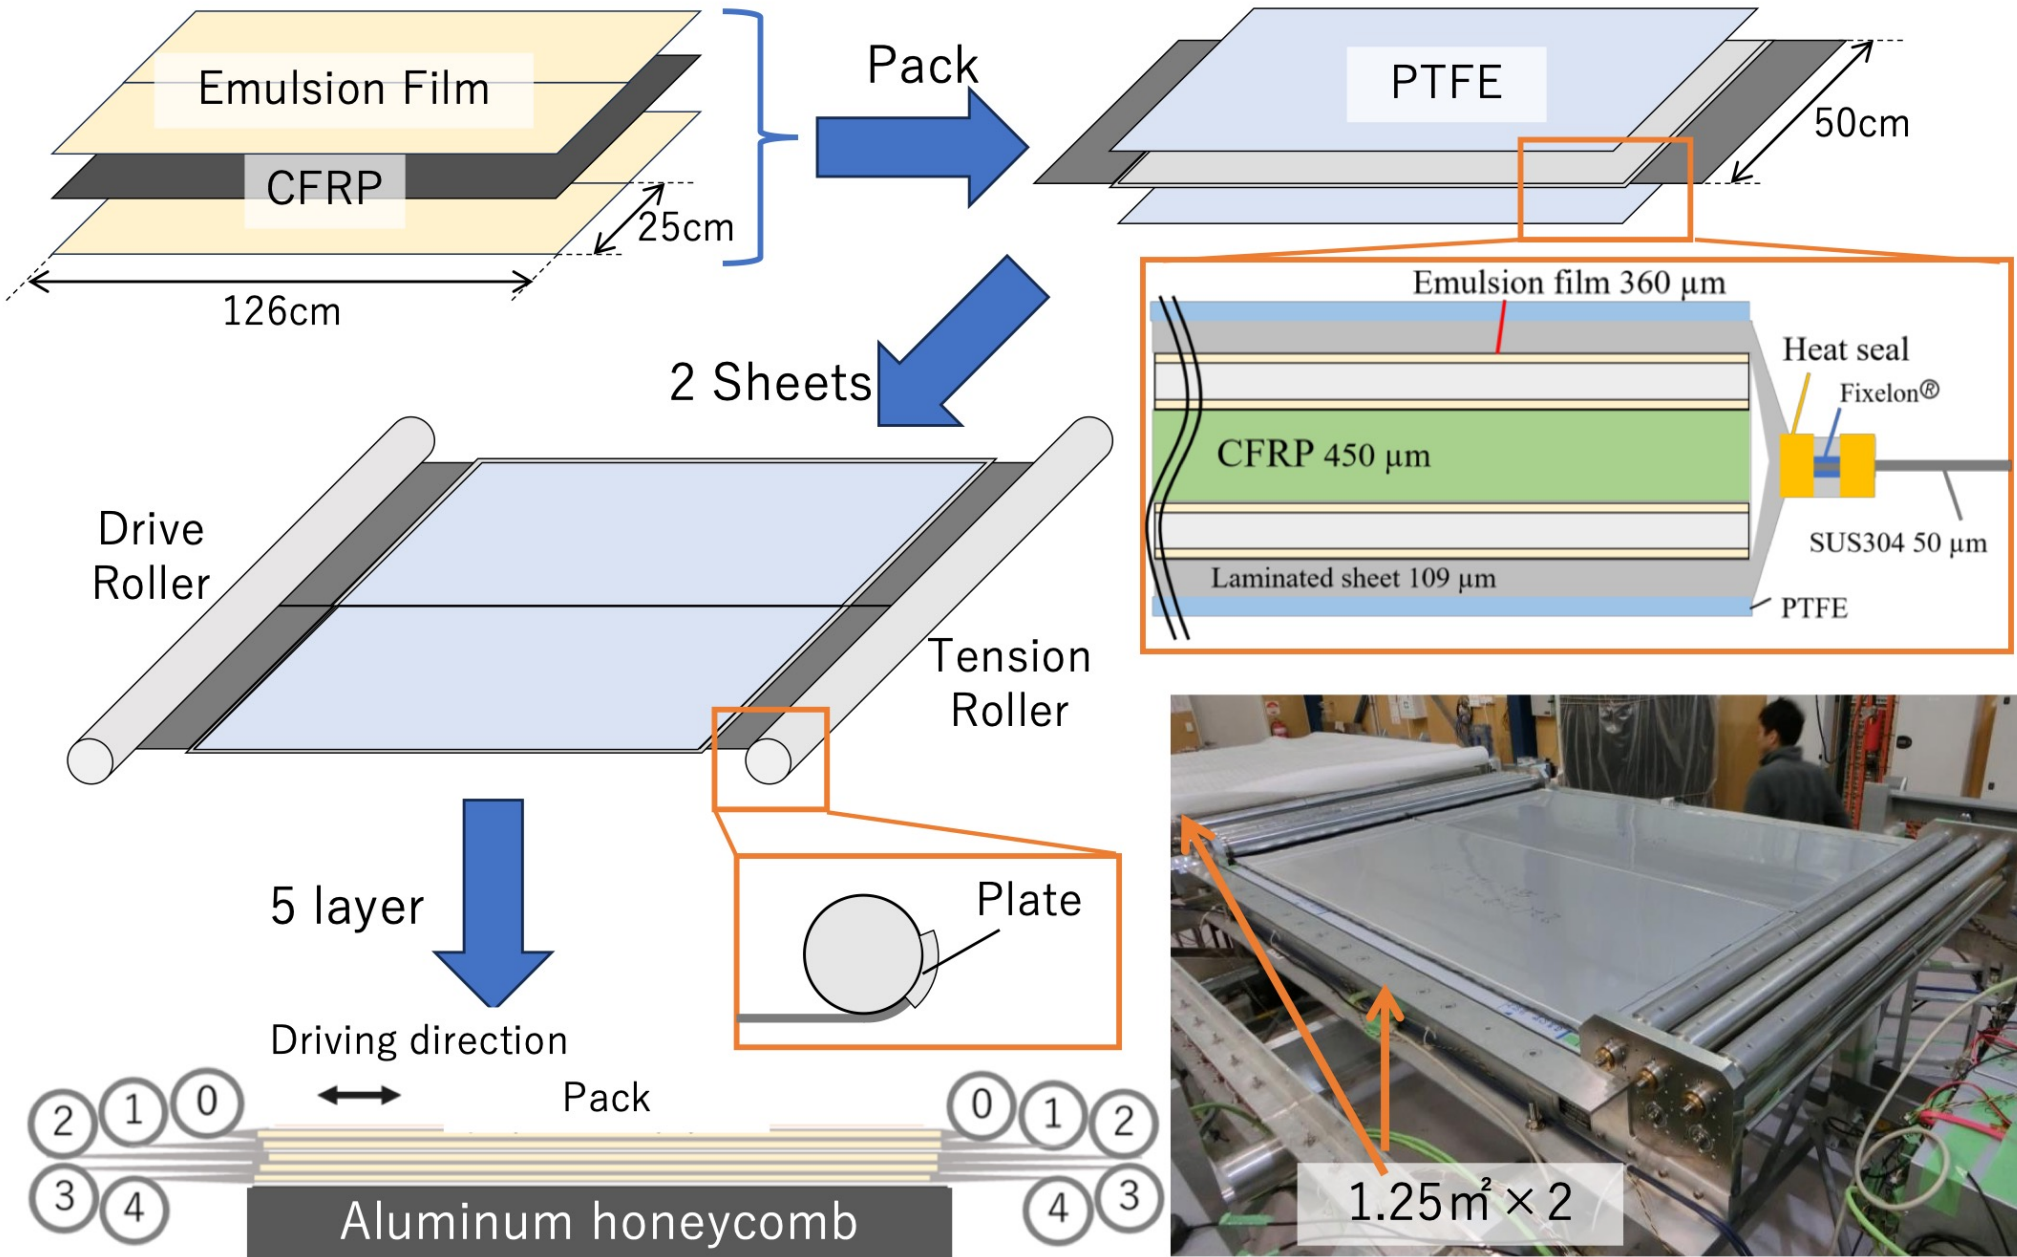 Emulsion Film
CFRP
25cm
126cm
Pack
PTFE
50cm
2 Sheets
Emulsion film 360 μm
Heat seal
Fixelon®
CFRP 450 μm
SUS304 50 μm
Laminated sheet 109 μm
PTFE
Drive
Roller
Tension
Roller
5 layer
Plate
Driving direction
Pack
2 1 0
0 1 2
3 4
4 3
Aluminum honeycomb
1.25㎡×2